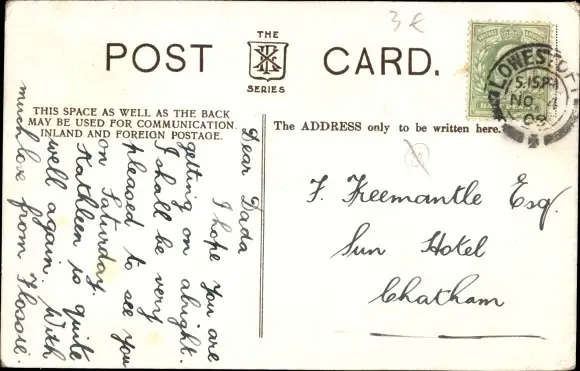 3 €
POST CARD.
THE
SERIES
LOWESTOFT
5.15PM
NO 4
09
THIS SPACE AS WELL AS THE BACK
MAY BE USED FOR COMMUNICATION.
INLAND AND FOREIGN POSTAGE.
The ADDRESS only to be written here.
Dear Dada
I hope you are
getting on alright.
I shall be very
pleased to see you
on Saturday.
Kathleen is quite
well again. With
much love from Flossie.
F. Freemantle Esq.
Sun Hotel
Chatham